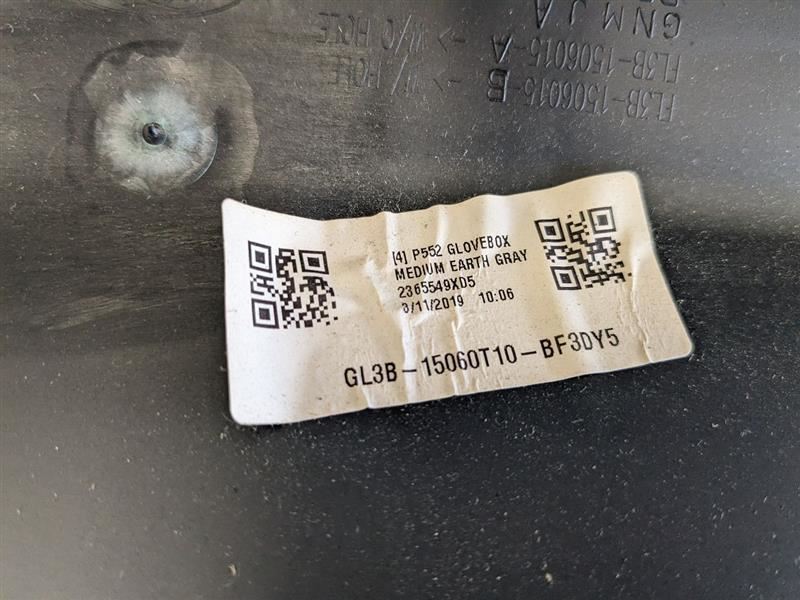 GNMJA
-> W/O HOLE
FL3B-1506015-A
-> W/ HOLE
FL3B-1506015-B
[4] P552 GLOVEBOX
MEDIUM EARTH GRAY
2365549XD5
3/11/2019 10:06
GL3B-15060T10-BF3DY5